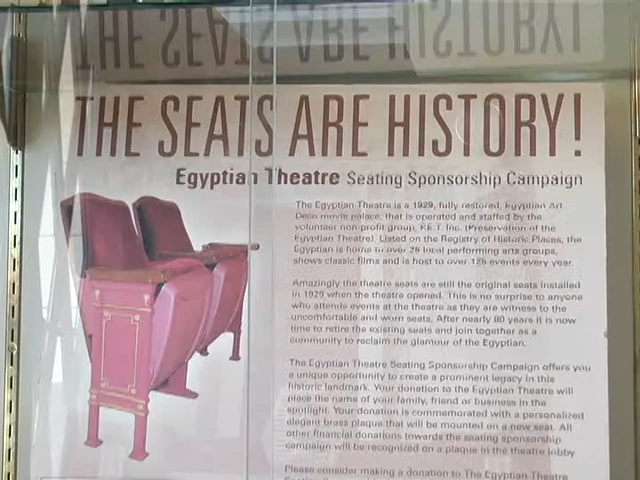 THE SEATS ARE HISTORY!
Egyptian Theatre Seating Sponsorship Campaign
The Egyptian Theatre is a 1929, fully restored, Egyptian Art
Deco movie palace, that is operated and staffed by the
volunteer non-profit group, P.E.T. Inc. (Preservation of the
Egyptian Theatre). Listed on the Registry of Historic Places, the
Egyptian is home to over 28 local performing arts groups,
shows classic films and is host to over 125 events every year.
Amazingly the theatre seats are still the original seats installed
in 1929 when the theatre opened. This is no surprise to anyone
who attends events at the theatre as they are witness to the
uncomfortable and worn seats. After nearly 80 years it is now
time to retire the existing seats and join together as a
community to reclaim the glamour of the Egyptian.
The Egyptian Theatre Seating Sponsorship Campaign offers you
a unique opportunity to create a prominent legacy in this
historic landmark. Your donation to the Egyptian Theatre will
place the name of your family, friend or business in the
spotlight. Your donation is commemorated with a personalized
elegant brass plaque that will be mounted on a new seat. All
other financial donations towards the seating sponsorship
campaign will be recognized on a plaque in the theatre lobby
Please consider making a donation to The Egyptian Theatre